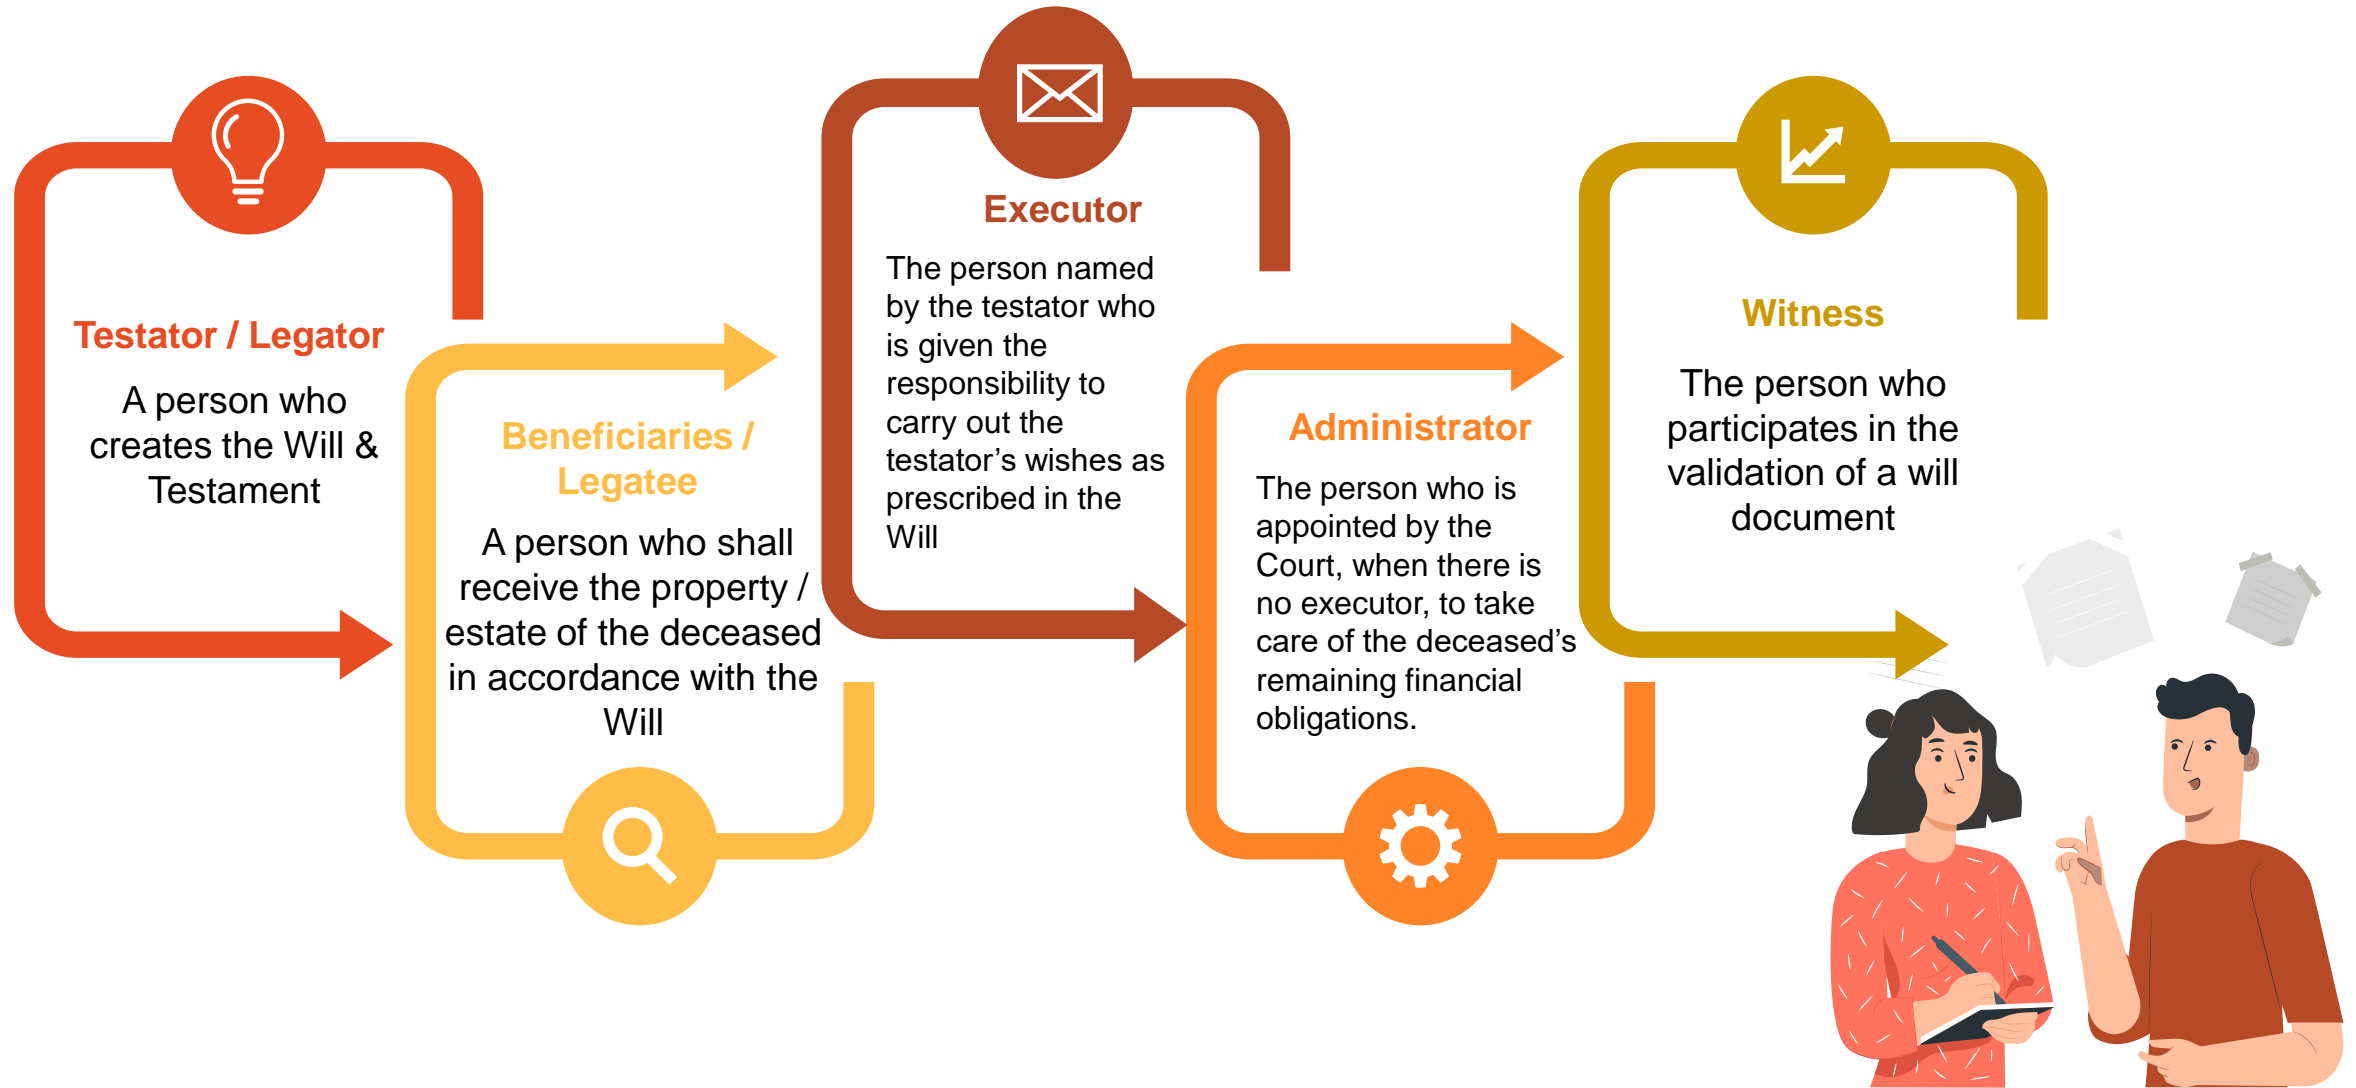 Testator / Legator
A person who
creates the Will &
Testament
Beneficiaries /
Legatee
A person who shall
receive the property /
estate of the deceased
in accordance with the
Will
Executor
The person named
by the testator who
is given the
responsibility to
carry out the
testator’s wishes as
prescribed in the
Will
Administrator
The person who is
appointed by the
Court, when there is
no executor, to take
care of the deceased’s
remaining financial
obligations.
Witness
The person who
participates in the
validation of a will
document